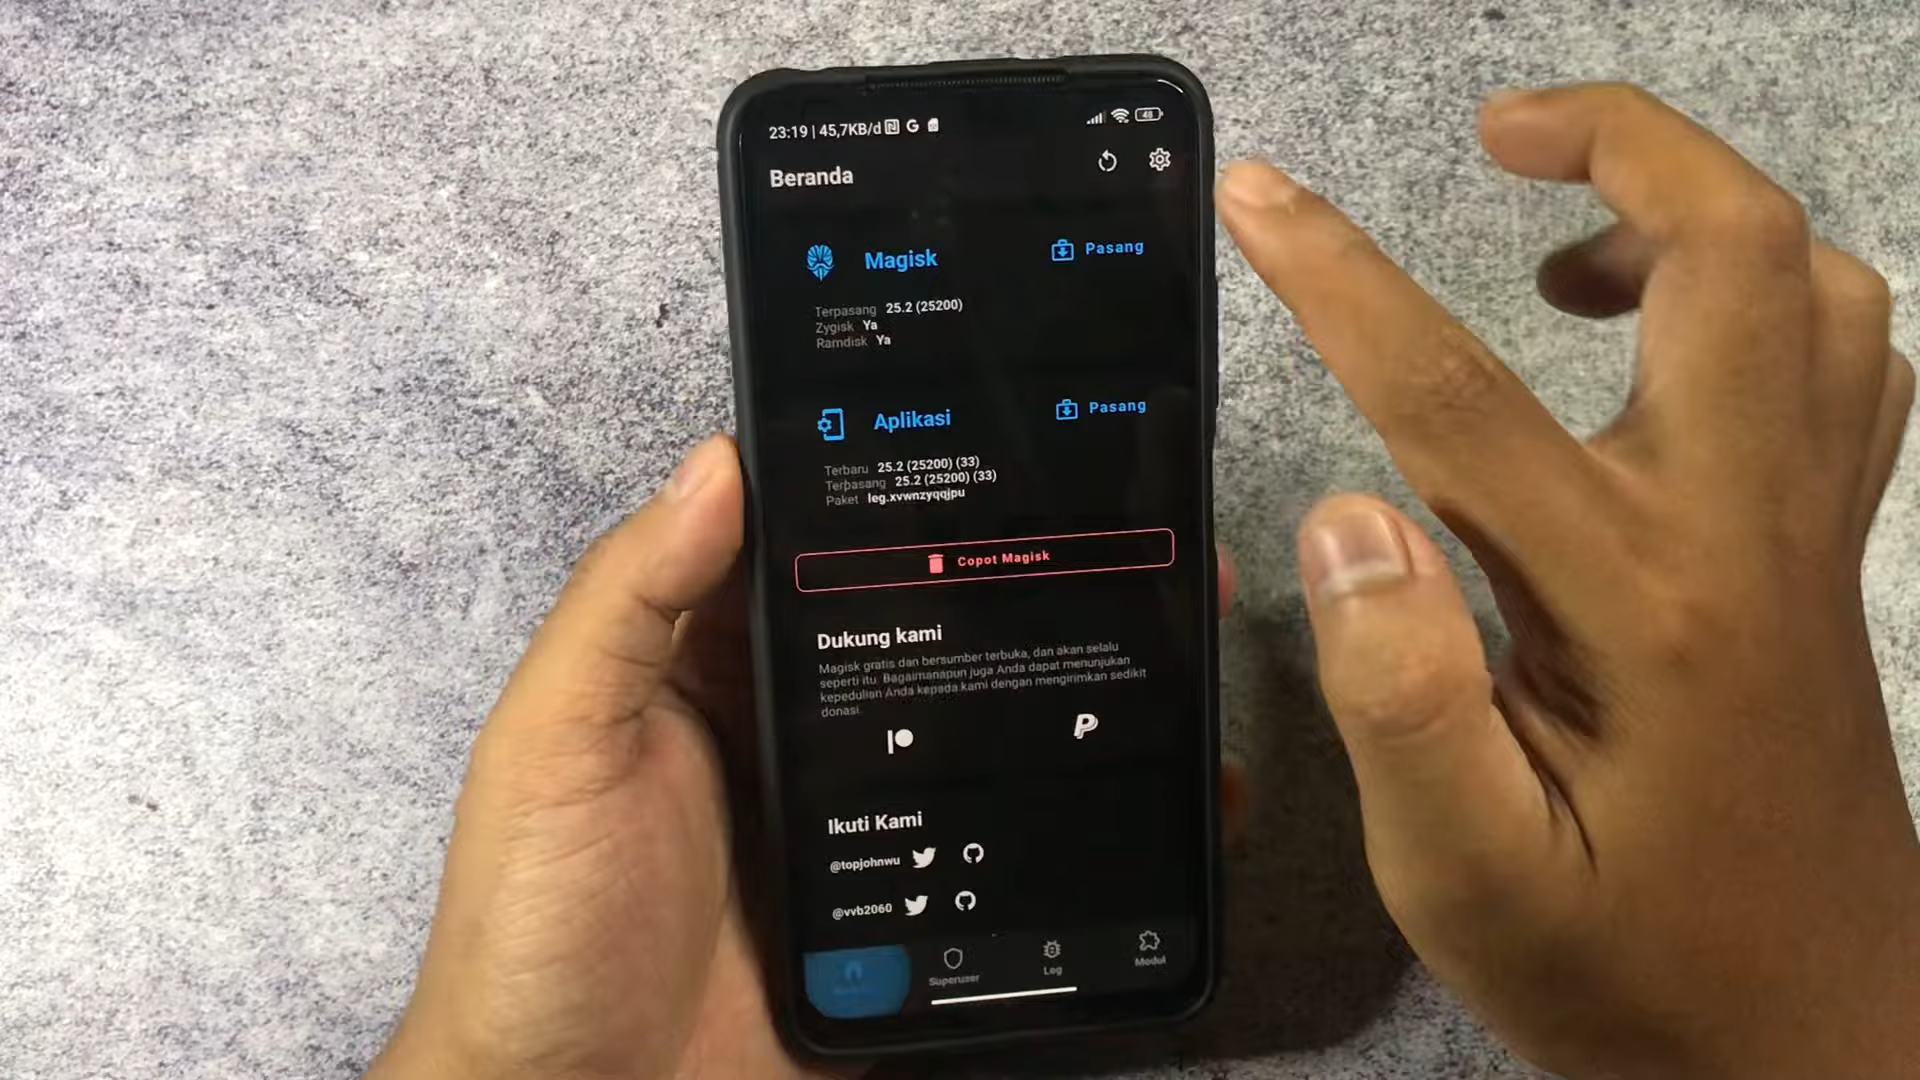 23:19 | 45,7KB/d
48
Beranda
Magisk
Pasang
Terpasang 25.2 (25200)
Zygisk Ya
Ramdisk Ya
Aplikasi
Pasang
Terbaru 25.2 (25200) (33)
Terpasang 25.2 (25200) (33)
Paket leg.xvwnzyqqjpu
Copot Magisk
Dukung kami
Magisk gratis dan bersumber terbuka, dan akan selalu
seperti itu. Bagaimanapun juga Anda dapat menunjukan
kepedulian Anda kepada kami dengan mengirimkan sedikit
donasi.
Ikuti Kami
@topjohnwu
@vvb2060
Superuser
Log
Modul